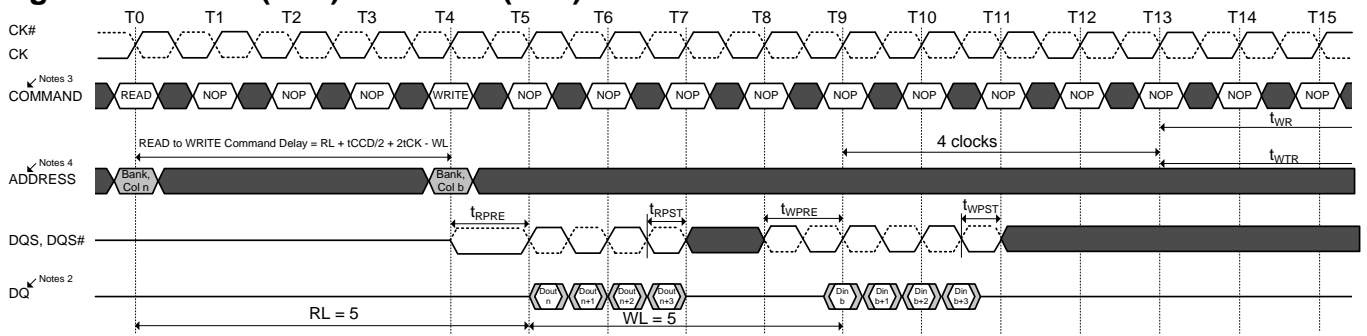 T0 T1 T2 T3 T4 T5 T6 T7 T8 T9 T10 T11 T12 T13 T14 T15
CK#
CK
Notes 3
COMMAND READ NOP NOP NOP WRITE NOP NOP NOP NOP NOP NOP NOP NOP NOP NOP NOP
tWR
READ to WRITE Command Delay = RL + tCCD/2 + 2tCK - WL
4 clocks
tWTR
Notes 4
ADDRESS
Bank, Col n
Bank, Col b
tRPRE tRPST tWPRE tWPST
DQS, DQS#
Notes 2
DQ
Dout n
Dout n+1
Dout n+2
Dout n+3
Din b
Din b+1
Din b+2
Din b+3
RL = 5 WL = 5